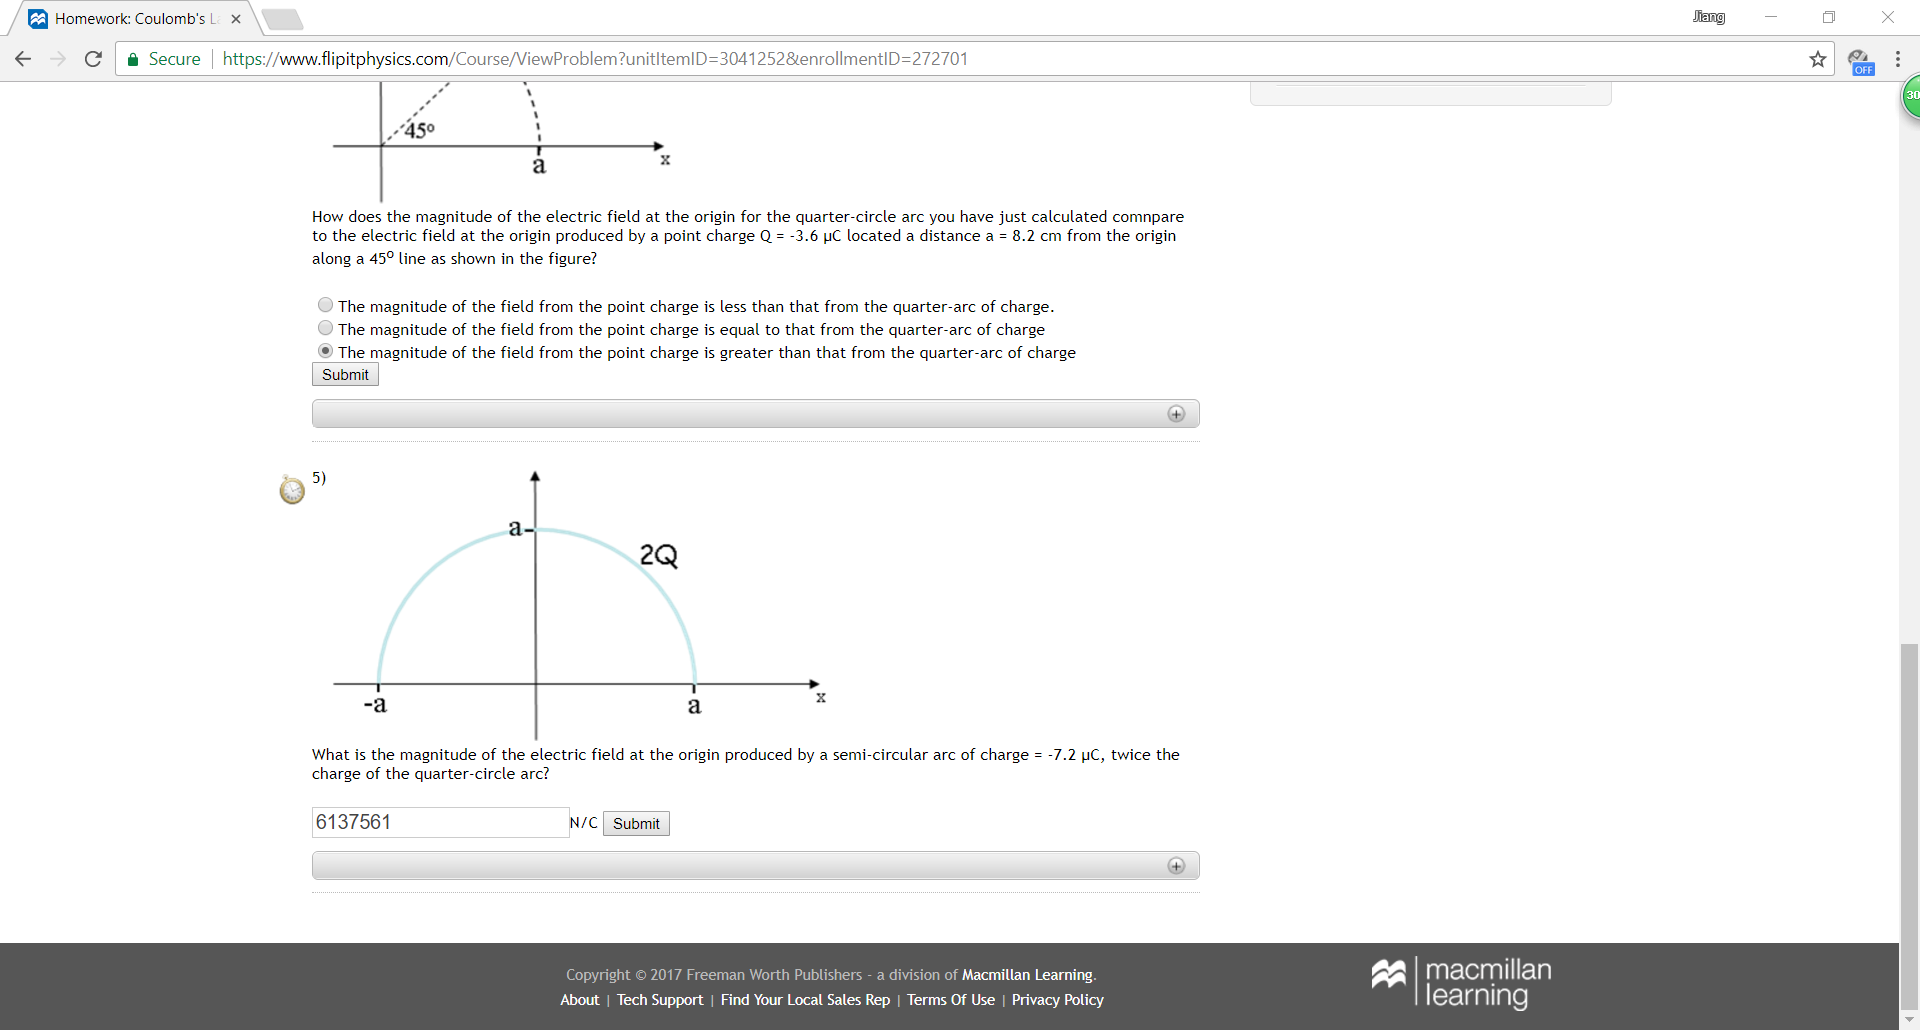 Homework: Coulomb's L
Jiang
Secure
https://www.flipitphysics.com/Course/ViewProblem?unitItemID=3041252&enrollmentID=272701
OFF
30
45o
a
x
How does the magnitude of the electric field at the origin for the quarter-circle arc you have just calculated comnpare
to the electric field at the origin produced by a point charge Q = -3.6 μC located a distance a = 8.2 cm from the origin
along a 45o line as shown in the figure?
The magnitude of the field from the point charge is less than that from the quarter-arc of charge.
The magnitude of the field from the point charge is equal to that from the quarter-arc of charge
The magnitude of the field from the point charge is greater than that from the quarter-arc of charge
Submit
5)
a
2Q
-a
a
x
What is the magnitude of the electric field at the origin produced by a semi-circular arc of charge = -7.2 μC, twice the
charge of the quarter-circle arc?
6137561 N/C Submit
Copyright © 2017 Freeman Worth Publishers - a division of Macmillan Learning.
About | Tech Support | Find Your Local Sales Rep | Terms Of Use | Privacy Policy
macmillan
learning